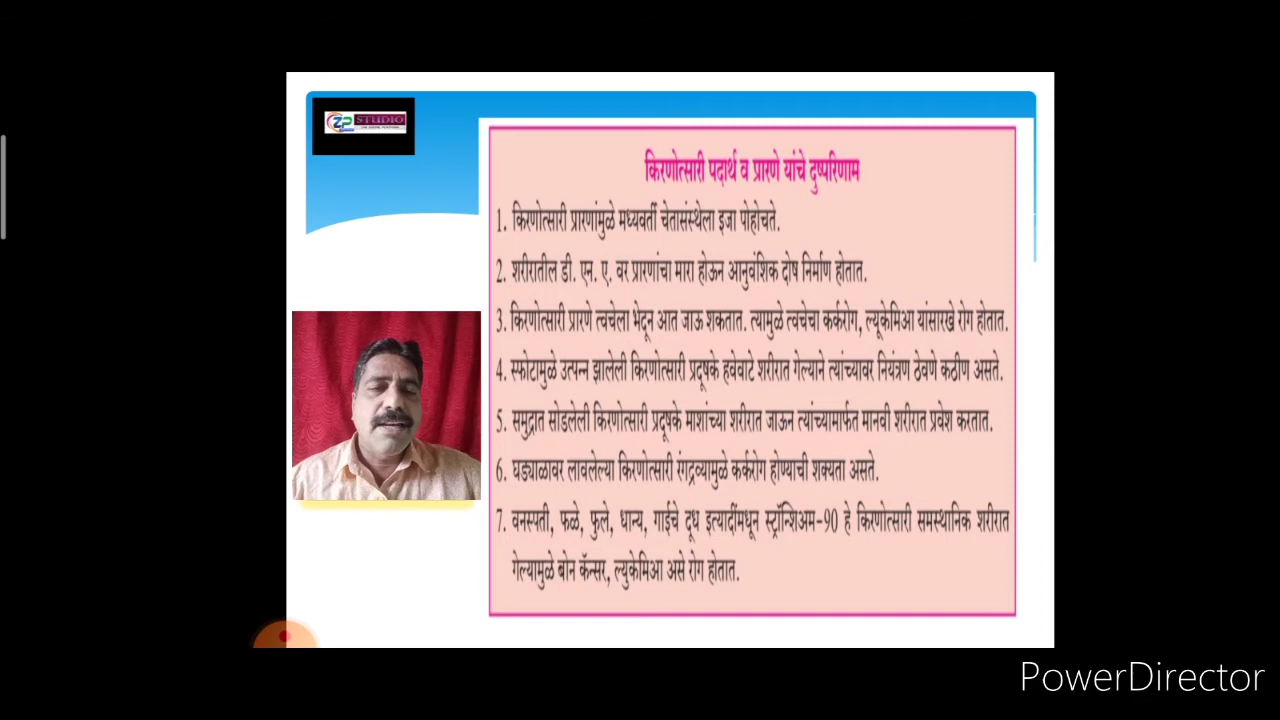 ZP STUDIO
किरणोत्सारी पदार्थ व प्रारणे यांचे दुष्परिणाम
1. किरणोत्सारी प्रारणांमुळे मध्यवर्ती चेतासंस्थेला इजा पोहोचते.
2. शरीरातील डी. एन. ए. वर प्रारणांचा मारा होऊन आनुवंशिक दोष निर्माण होतात.
3. किरणोत्सारी प्रारणे त्वचेला भेदून आत जाऊ शकतात. त्यामुळे त्वचेचा कर्करोग, ल्यूकेमिआ यांसारखे रोग होतात.
4. स्फोटामुळे उत्पन्न झालेली किरणोत्सारी प्रदूषके हवेवाटे शरीरात गेल्याने त्यांच्यावर नियंत्रण ठेवणे कठीण असते.
5. समुद्रात सोडलेली किरणोत्सारी प्रदूषके माशांच्या शरीरात जाऊन त्यांच्यामार्फत मानवी शरीरात प्रवेश करतात.
6. घड्याळावर लावलेल्या किरणोत्सारी रंगद्रव्यामुळे कर्करोग होण्याची शक्यता असते.
7. वनस्पती, फळे, फुले, धान्य, गाईचे दूध इत्यादींमधून स्ट्रॉन्शिअम-90 हे किरणोत्सारी समस्थानिक शरीरात
गेल्यामुळे बोन कॅन्सर, ल्युकेमिआ असे रोग होतात.
PowerDirector